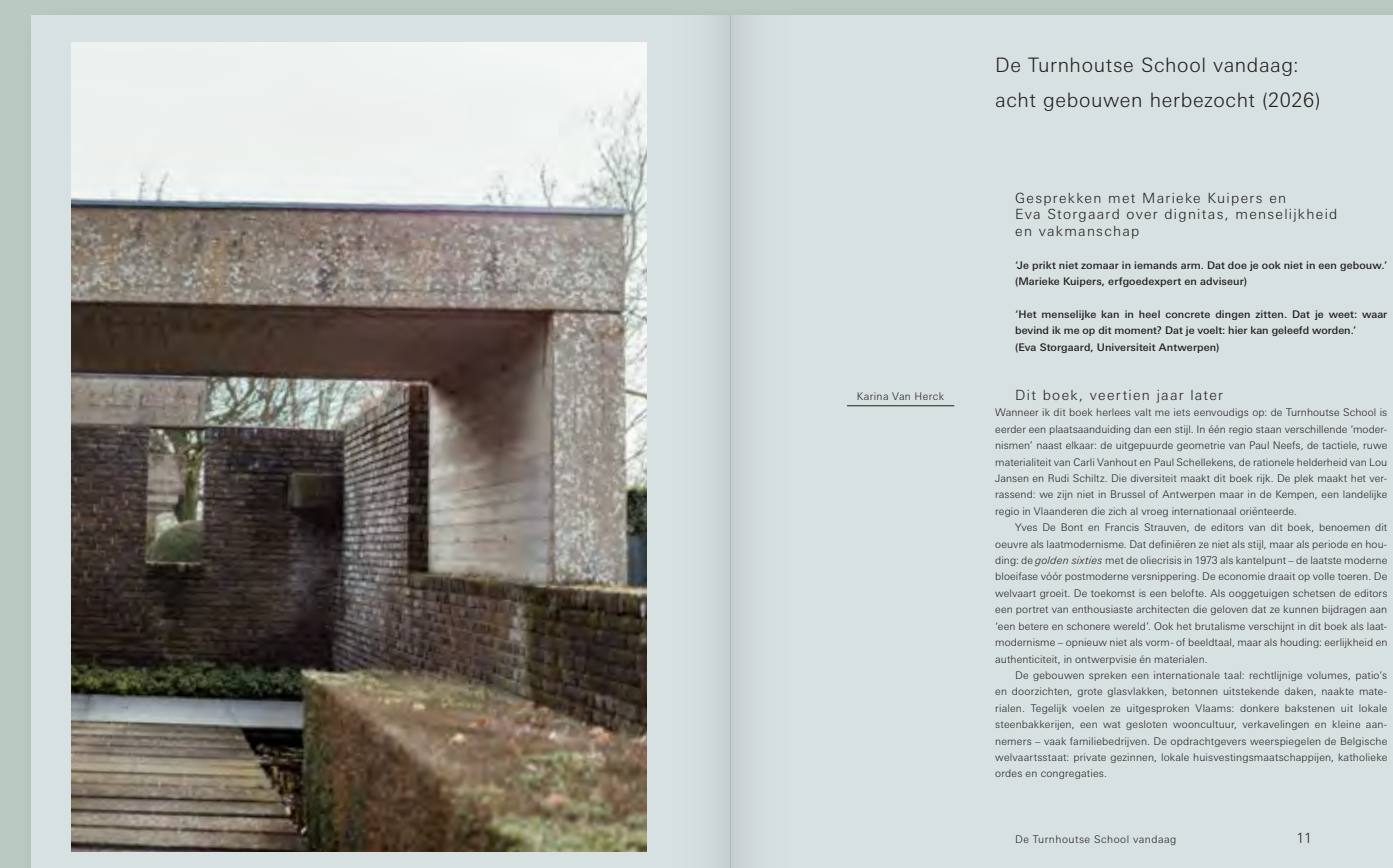 De Turnhoutse School vandaag:
acht gebouwen herbezocht (2026)
Gesprekken met Marieke Kuipers en
Eva Storgaard over dignitas, menselijkheid
en vakmanschap
‘Je prikt niet zomaar in iemands arm. Dat doe je ook niet in een gebouw.’
(Marieke Kuipers, erfgoedexpert en adviseur)
‘Het menselijke kan in heel concrete dingen zitten. Dat je weet: waar
bevind ik me op dit moment? Dat je voelt: hier kan geleefd worden.’
(Eva Storgaard, Universiteit Antwerpen)
Karina Van Herck
Dit boek, veertien jaar later
Wanneer ik dit boek herlees valt me iets eenvoudigs op: de Turnhoutse School is
eerder een plaatsaanduiding dan een stijl. In één regio staan verschillende ‘moder-
nismen’ naast elkaar: de uitgepuurde geometrie van Paul Neefs, de tactiele, ruwe
materialiteit van Carli Vanhout en Paul Schellekens, de rationele helderheid van Lou
Jansen en Rudi Schiltz. Die diversiteit maakt dit boek rijk. De plek maakt het ver-
rassend: we zijn niet in Brussel of Antwerpen maar in de Kempen, een landelijke
regio in Vlaanderen die zich al vroeg internationaal oriënteerde.
Yves De Bont en Francis Strauven, de editors van dit boek, benoemen dit
oeuvre als laatmodernisme. Dat definiëren ze niet als stijl, maar als periode en hou-
ding: de golden sixties met de oliecrisis in 1973 als kantelpunt – de laatste moderne
bloeifase vóór postmoderne versnippering. De economie draait op volle toeren. De
welvaart groeit. De toekomst is een belofte. Als ooggetuigen schetsen de editors
een portret van enthousiaste architecten die geloven dat ze kunnen bijdragen aan
‘een betere en schonere wereld’. Ook het brutalisme verschijnt in dit boek als laat-
modernisme – opnieuw niet als vorm- of beeldtaal, maar als houding: eerlijkheid en
authenticiteit, in ontwerpvisie én materialen.
De gebouwen spreken een internationale taal: rechtlijnige volumes, patio’s
en doorzichten, grote glasvlakken, betonnen uitstekende daken, naakte mate-
rialen. Tegelijk voelen ze uitgesproken Vlaams: donkere bakstenen uit lokale
steenbakkerijen, een wat gesloten wooncultuur, verkavelingen en kleine aan-
nemers – vaak familiebedrijven. De opdrachtgevers weerspiegelen de Belgische
welvaartsstaat: private gezinnen, lokale huisvestingsmaatschappijen, katholieke
ordes en congregaties.
De Turnhoutse School vandaag
11